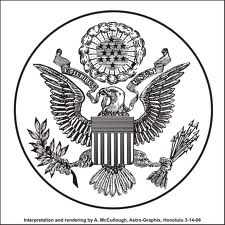 Interpretation and rendering by A. McCullough, Astro-Graphix, Honolulu 3-14-06